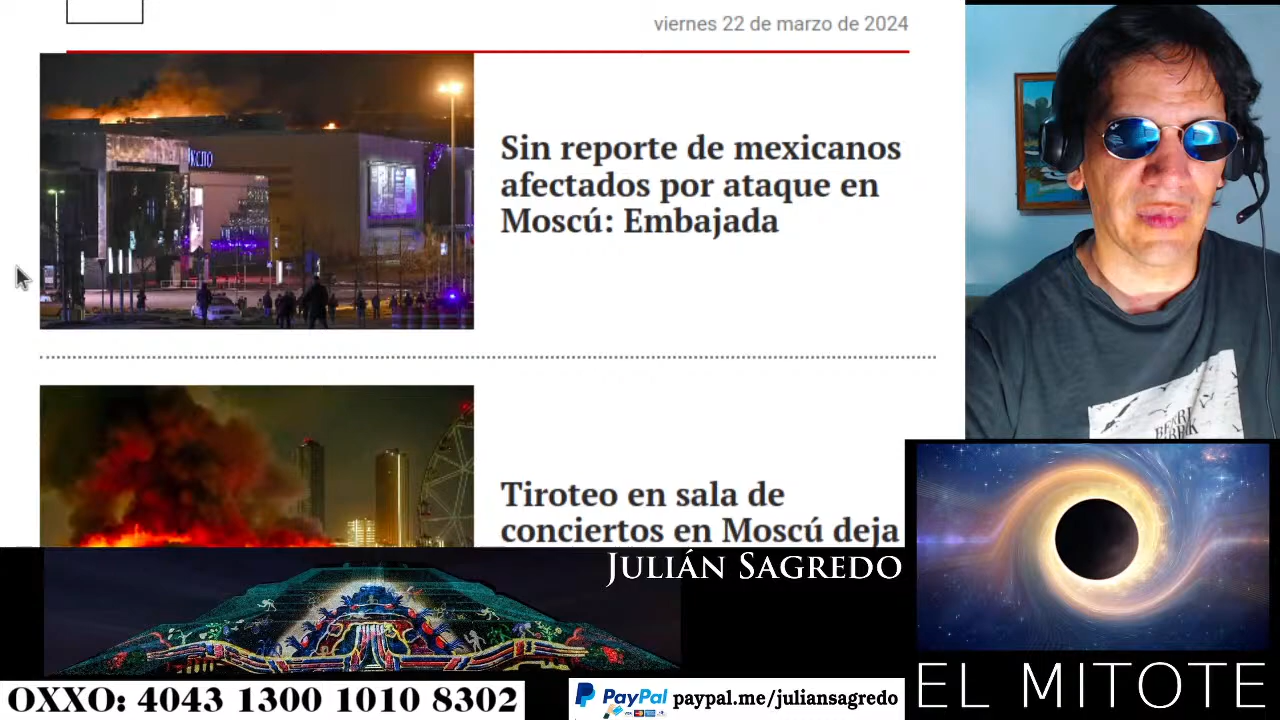 viernes 22 de marzo de 2024
Sin reporte de mexicanos
afectados por ataque en
Moscú: Embajada
Tiroteo en sala de
conciertos en Moscú deja
JULIÁN SAGREDO
EL MITOTE
OXXO: 4043 1300 1010 8302
PayPal paypal.me/juliansagredo